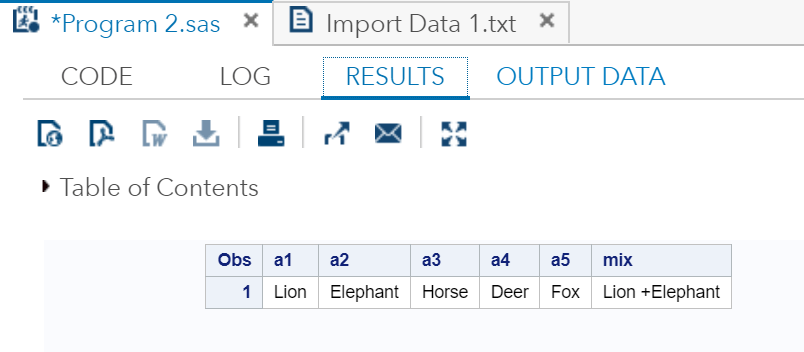 *Program 2.sas × Import Data 1.txt ×
CODE LOG RESULTS OUTPUT DATA
Table of Contents
Obs a1 a2 a3 a4 a5 mix
1 Lion Elephant Horse Deer Fox Lion +Elephant